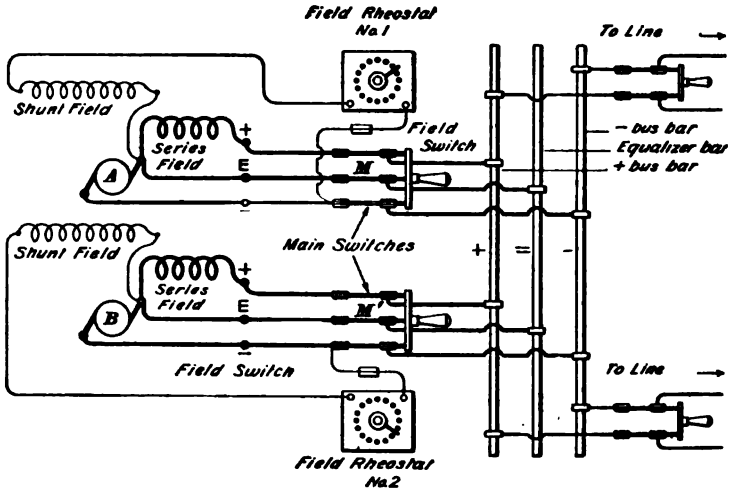 Field Rheostat
No.1
To Line
Shunt Field
Series
Field
+
Field
Switch
- bus bar
Equalizer bar
+ bus bar
A
E
M
-
Shunt Field
Main Switches
+ = -
Series
Field
+
B
E
M'
-
Field Switch
To Line
Field Rheostat
No.2